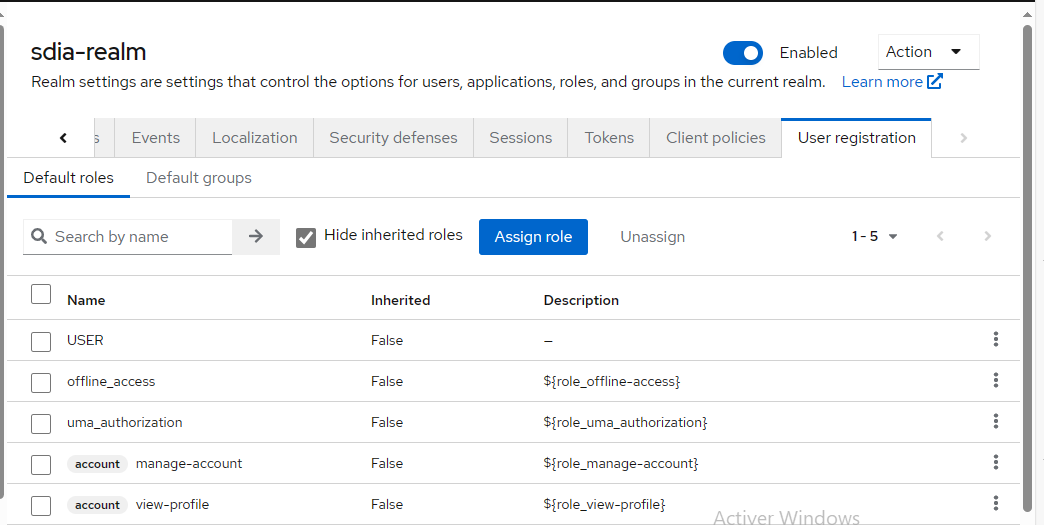 sdia-realm
Enabled
Action
Realm settings are settings that control the options for users, applications, roles, and groups in the current realm. Learn more
s Events Localization Security defenses Sessions Tokens Client policies User registration
Default roles Default groups
Search by name Hide inherited roles Assign role Unassign 1 - 5
Name Inherited Description
USER False –
offline_access False ${role_offline-access}
uma_authorization False ${role_uma_authorization}
account manage-account False ${role_manage-account}
account view-profile False ${role_view-profile}
Activer Windows